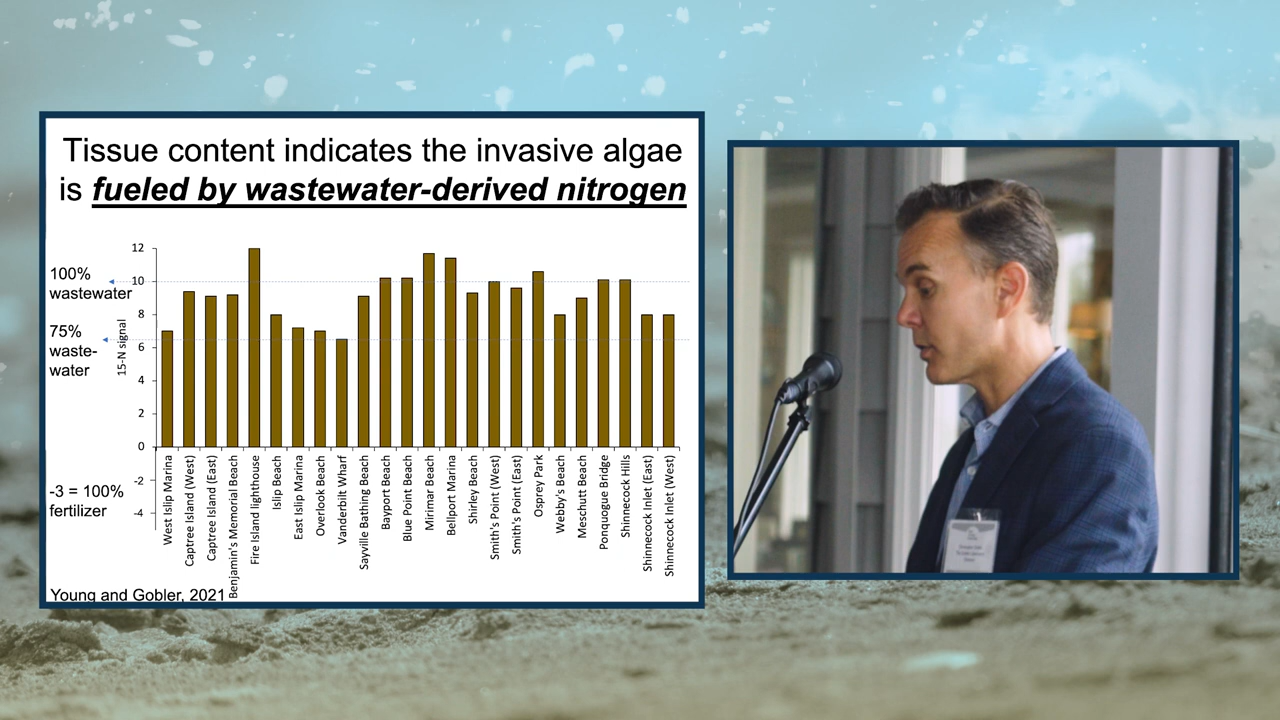 Tissue content indicates the invasive algae
is fueled by wastewater-derived nitrogen
100%
wastewater
75%
waste-
water
-3 = 100%
fertilizer
15-N signal
12
10
8
6
4
2
0
-2
-4
West Islip Marina
Captree Island (West)
Captree Island (East)
Benjamin's Memorial Beach
Fire Island lighthouse
Islip Beach
East Islip Marina
Overlook Beach
Vanderbilt Wharf
Sayville Bathing Beach
Bayport Beach
Blue Point Beach
Mirimar Beach
Bellport Marina
Shirley Beach
Smith's Point (West)
Smith's Point (East)
Osprey Park
Webby's Beach
Meschutt Beach
Ponquogue Bridge
Shinnecock Hills
Shinnecock Inlet (East)
Shinnecock Inlet (West)
Young and Gobler, 2021